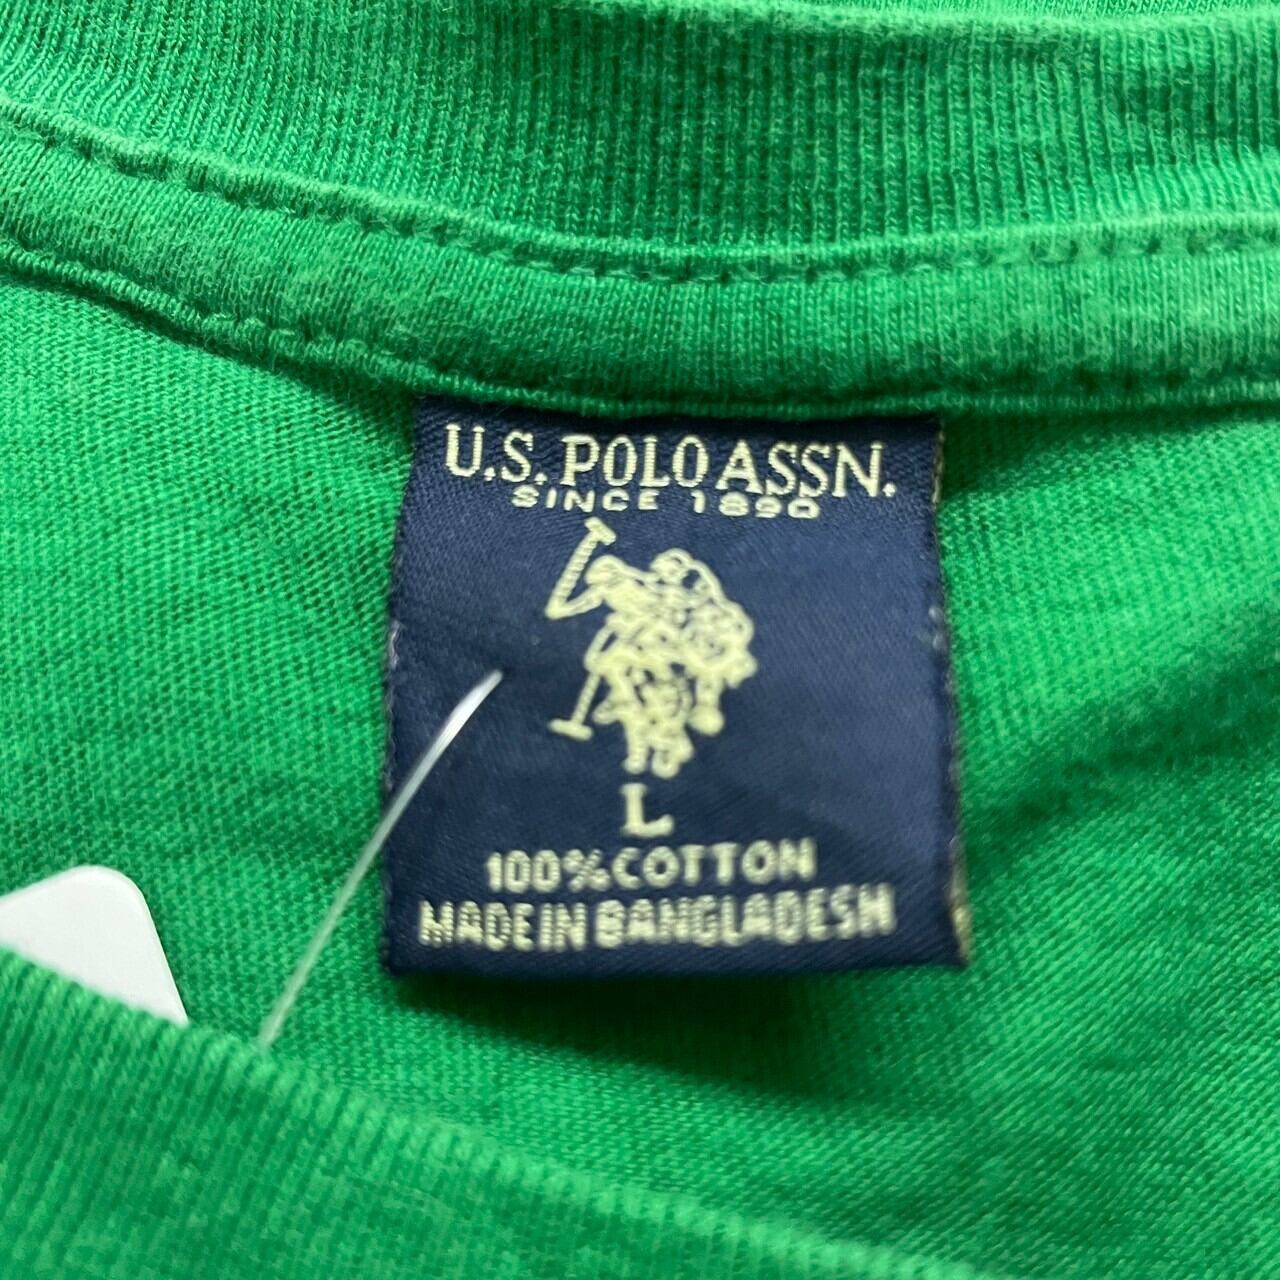 U.S. POLO ASSN.
SINCE 1890
L
100% COTTON
MADE IN BANGLADESH